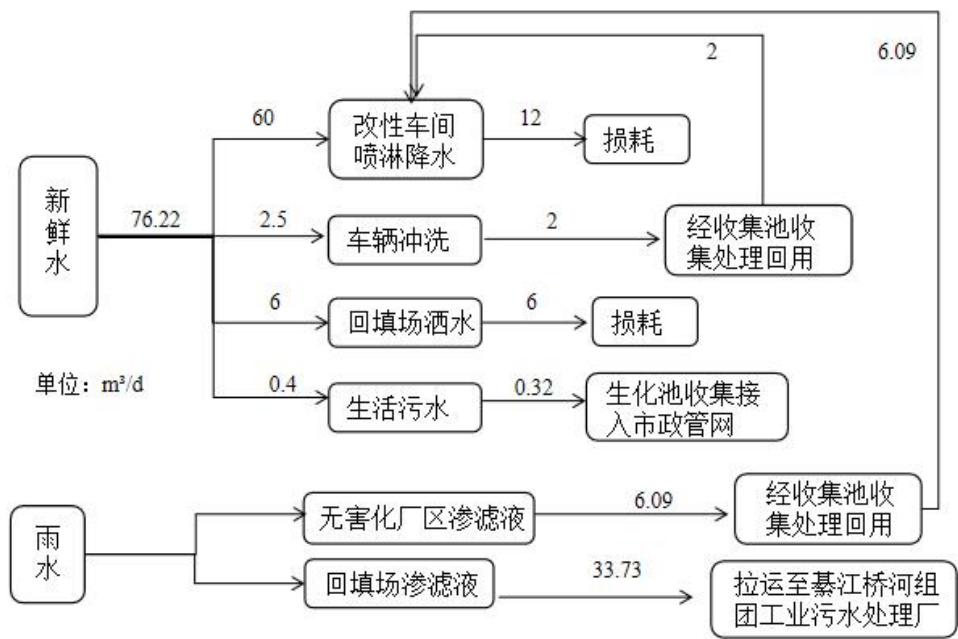 2
6.09
60
改性车间
喷淋降水
12
损耗
新
鲜
水
76.22
2.5
车辆冲洗
2
经收集池收
集处理回用
6
回填场洒水
6
损耗
单位：m³/d
0.4
生活污水
0.32
生化池收集接
入市政管网
雨
水
无害化厂区渗滤液
6.09
经收集池收
集处理回用
回填场渗滤液
33.73
拉运至綦江桥河组
团工业污水处理厂